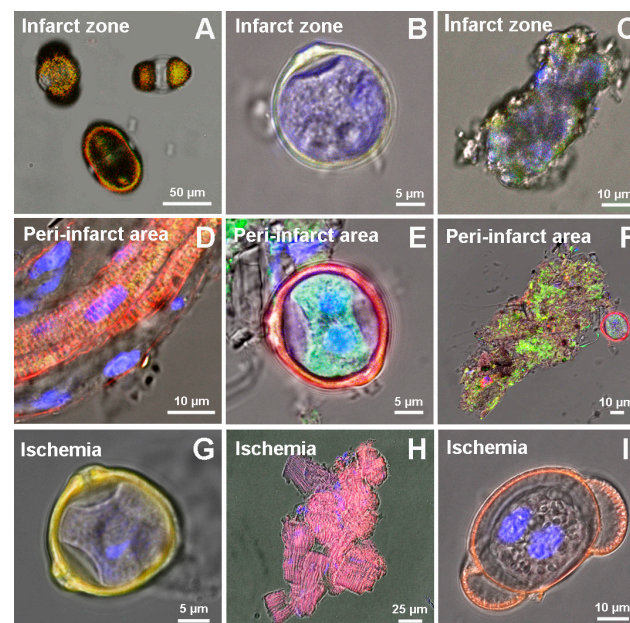 Infarct zone A
50 µm
Infarct zone B
5 µm
Infarct zone C
10 µm
Peri-infarct area D
10 µm
Peri-infarct area E
5 µm
Peri-infarct area F
10 µm
Ischemia G
5 µm
Ischemia H
25 µm
Ischemia I
10 µm